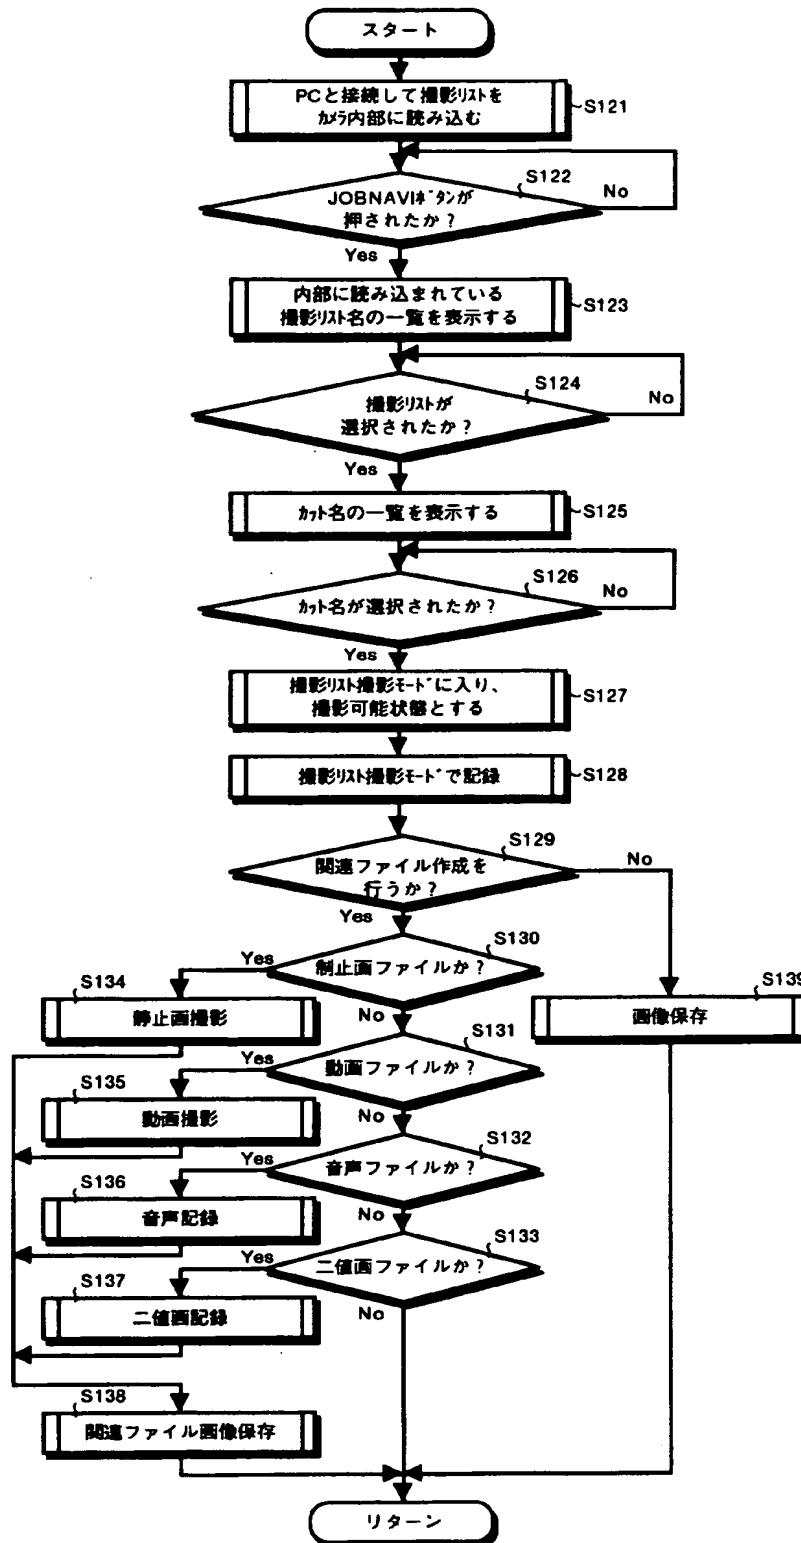 スタート
PCと接続して撮影リストを
カメラ内部に読み込む
S121
S122
JOBNAVIボタンが
押されたか？
No
Yes
内部に読み込まれている
撮影リスト名の一覧を表示する
S123
S124
撮影リストが
選択されたか？
No
Yes
カット名の一覧を表示する
S125
S126
カット名が選択されたか？
No
Yes
撮影リスト撮影モードに入り、
撮影可能状態とする
S127
撮影リスト撮影モードで記録
S128
S129
関連ファイル作成を
行うか？
No
Yes
S130
制止画ファイルか？
Yes
No
S134
静止画撮影
S139
画像保存
S131
動画ファイルか？
Yes
No
S135
動画撮影
S132
音声ファイルか？
Yes
No
S136
音声記録
S133
二値画ファイルか？
Yes
No
S137
二値画記録
S138
関連ファイル画像保存
リターン